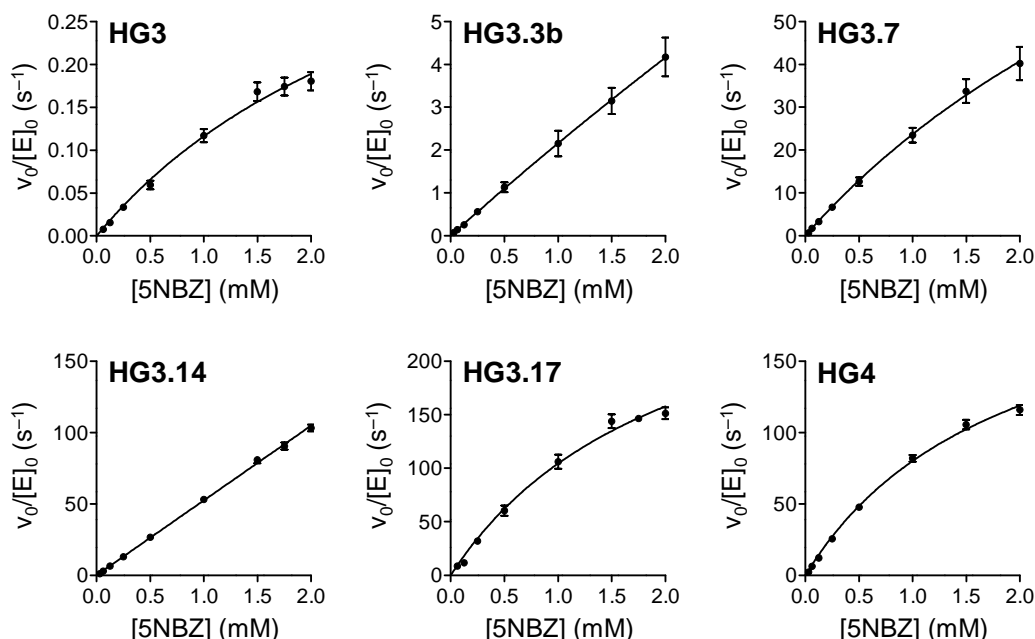 HG3
v₀/[E]₀ (s⁻¹)
0.25
0.20
0.15
0.10
0.05
0.00
0.0 0.5 1.0 1.5 2.0
[5NBZ] (mM)
HG3.3b
v₀/[E]₀ (s⁻¹)
5
4
3
2
1
0
0.0 0.5 1.0 1.5 2.0
[5NBZ] (mM)
HG3.7
v₀/[E]₀ (s⁻¹)
50
40
30
20
10
0
0.0 0.5 1.0 1.5 2.0
[5NBZ] (mM)
HG3.14
v₀/[E]₀ (s⁻¹)
150
100
50
0
0.0 0.5 1.0 1.5 2.0
[5NBZ] (mM)
HG3.17
v₀/[E]₀ (s⁻¹)
200
150
100
50
0
0.0 0.5 1.0 1.5 2.0
[5NBZ] (mM)
HG4
v₀/[E]₀ (s⁻¹)
150
100
50
0
0.0 0.5 1.0 1.5 2.0
[5NBZ] (mM)